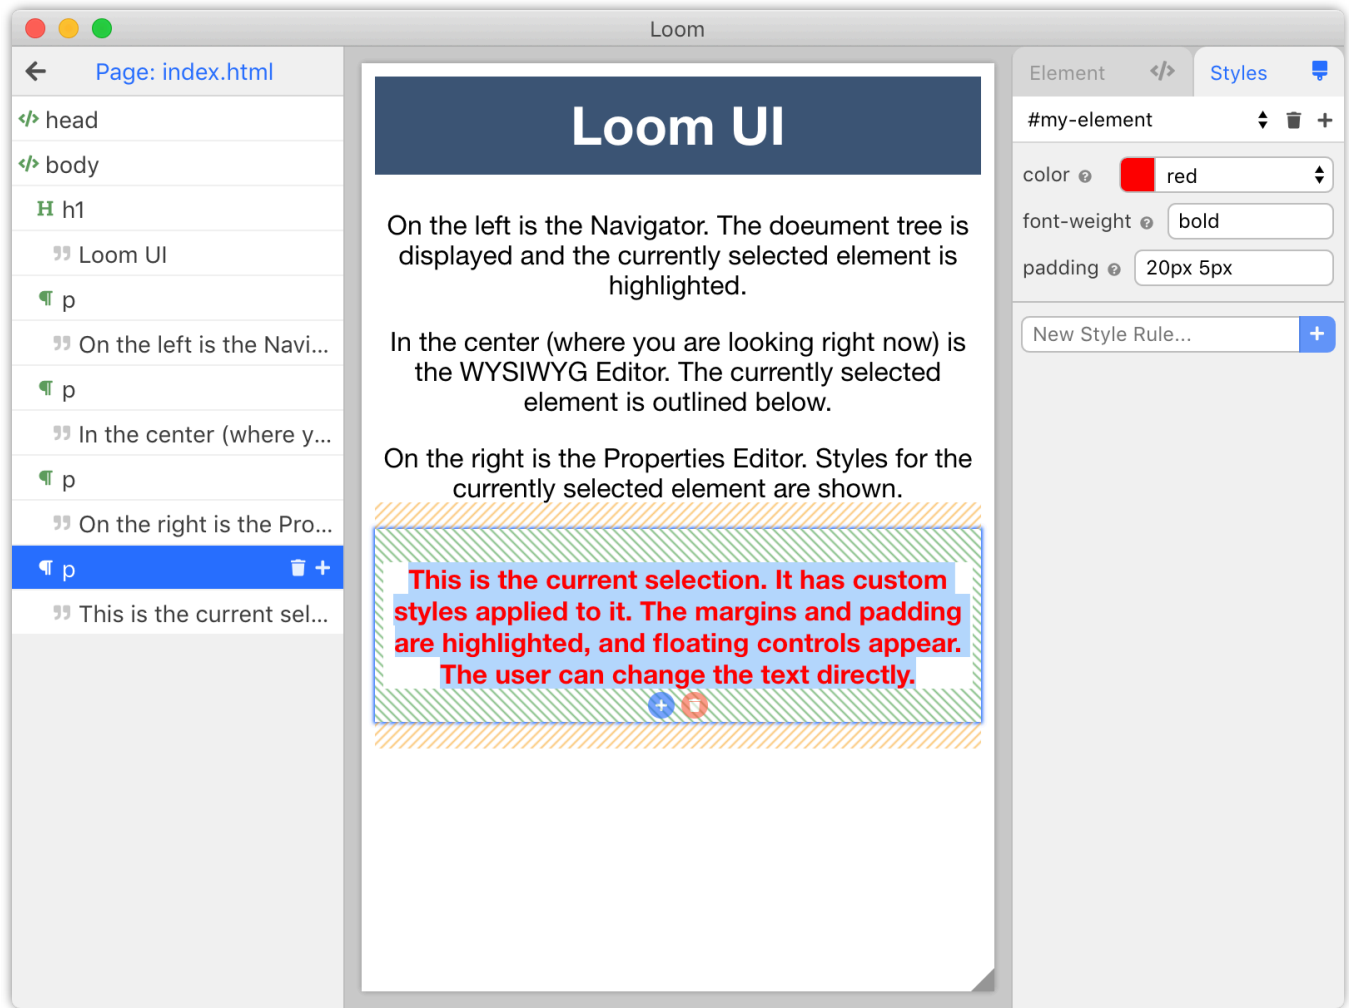 Loom
Page: index.html
head
body
H h1
Loom UI
¶ p
On the left is the Navi...
¶ p
In the center (where y...
¶ p
On the right is the Pro...
¶ p
This is the current sel...
Loom UI
On the left is the Navigator. The doeument tree is
displayed and the currently selected element is
highlighted.
In the center (where you are looking right now) is
the WYSIWYG Editor. The currently selected
element is outlined below.
On the right is the Properties Editor. Styles for the
currently selected element are shown.
This is the current selection. It has custom
styles applied to it. The margins and padding
are highlighted, and floating controls appear.
The user can change the text directly.
Element </> Styles
#my-element
color red
font-weight bold
padding 20px 5px
New Style Rule...